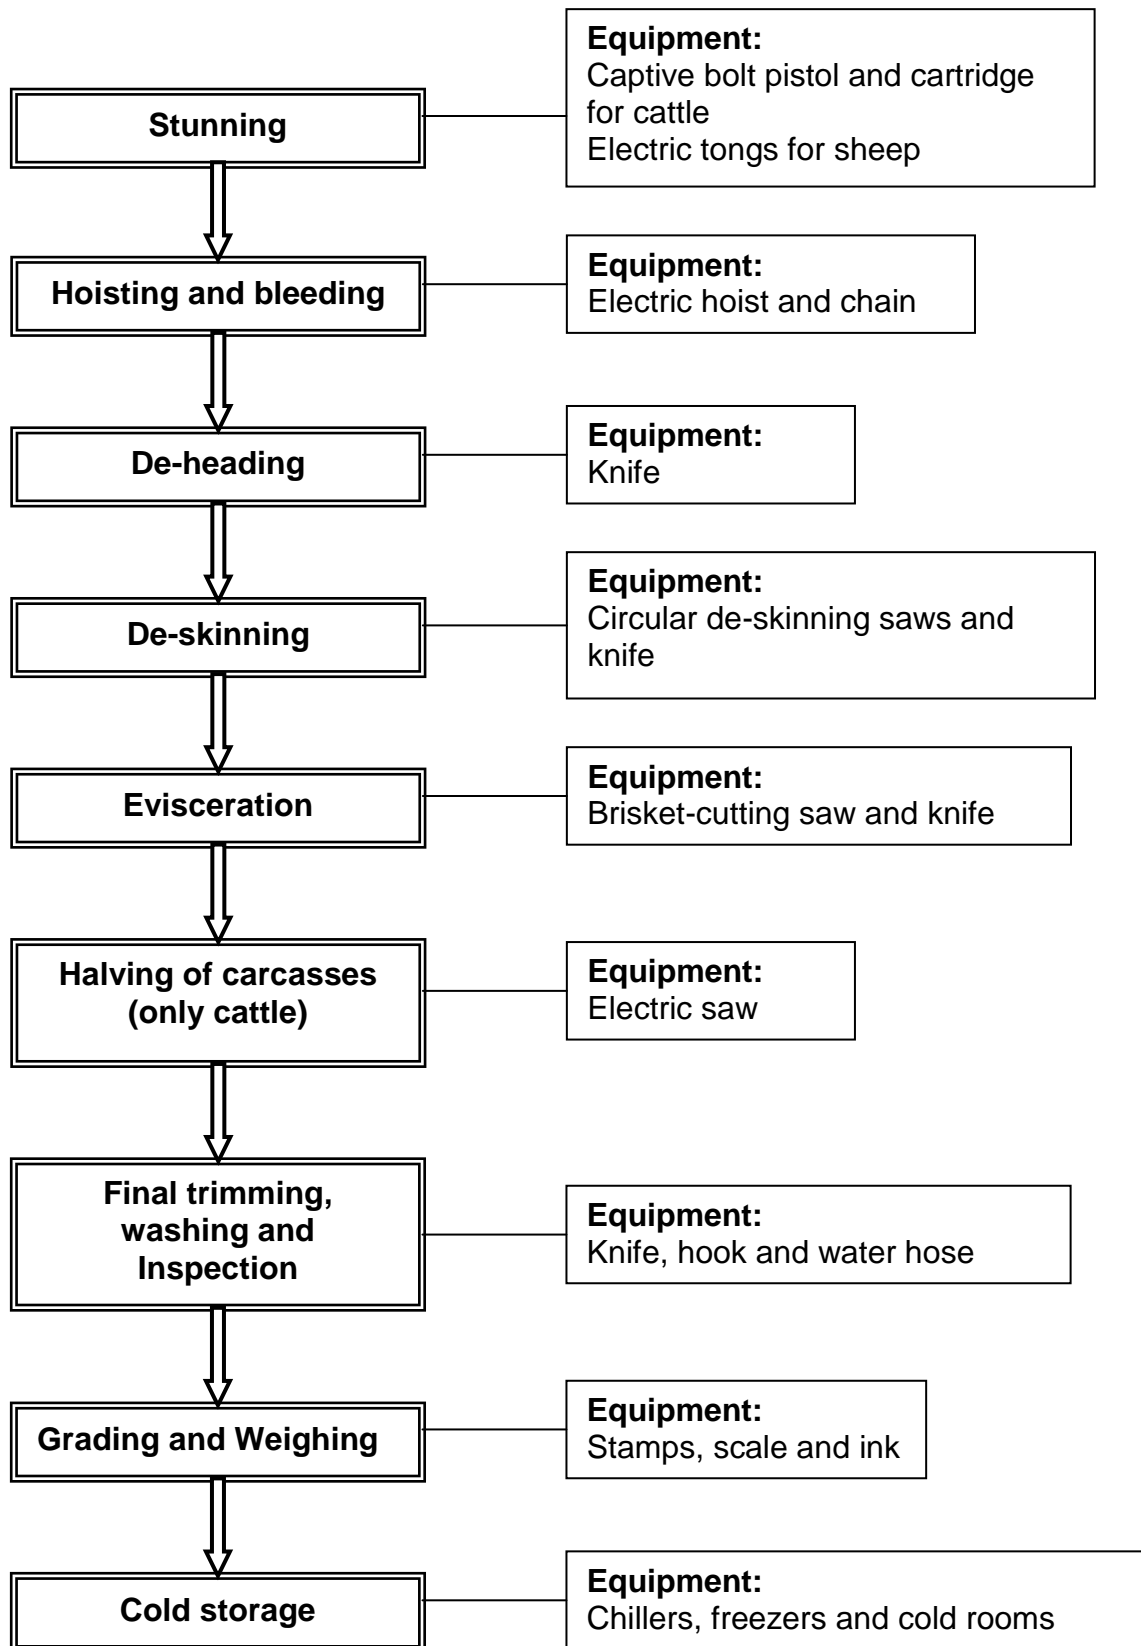 Equipment:
Captive bolt pistol and cartridge
for cattle
Electric tongs for sheep
Stunning
Equipment:
Electric hoist and chain
Hoisting and bleeding
Equipment:
Knife
De-heading
Equipment:
Circular de-skinning saws and
knife
De-skinning
Equipment:
Brisket-cutting saw and knife
Evisceration
Equipment:
Electric saw
Halving of carcasses
(only cattle)
Final trimming,
washing and
Inspection
Equipment:
Knife, hook and water hose
Equipment:
Stamps, scale and ink
Grading and Weighing
Equipment:
Chillers, freezers and cold rooms
Cold storage